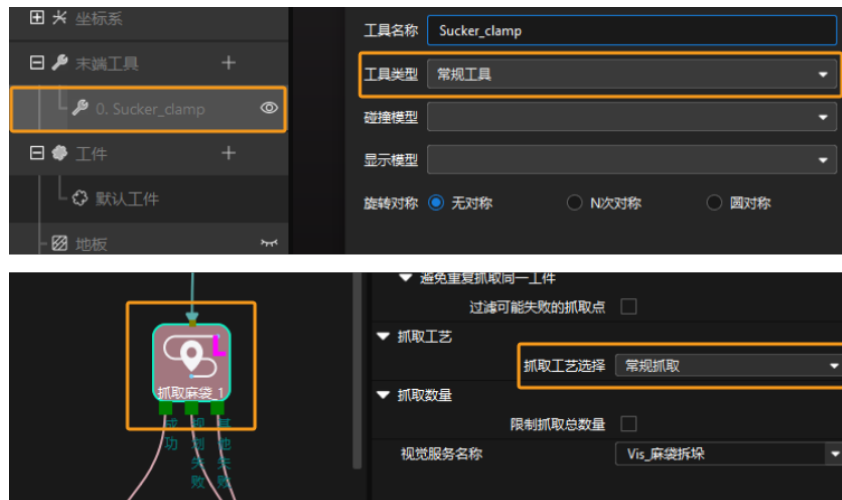 坐标系
末端工具
0. Sucker_clamp
工件
默认工件
地板
工具名称 Sucker_clamp
工具类型 常规工具
碰撞模型
显示模型
旋转对称 无对称 N次对称 圆对称
抓取麻袋_1
成功 规划失败 其他失败
避免重复抓取同一工件
过滤可能失败的抓取点
抓取工艺
抓取工艺选择 常规抓取
抓取数量
限制抓取总数量
视觉服务名称 Vis_麻袋拆垛